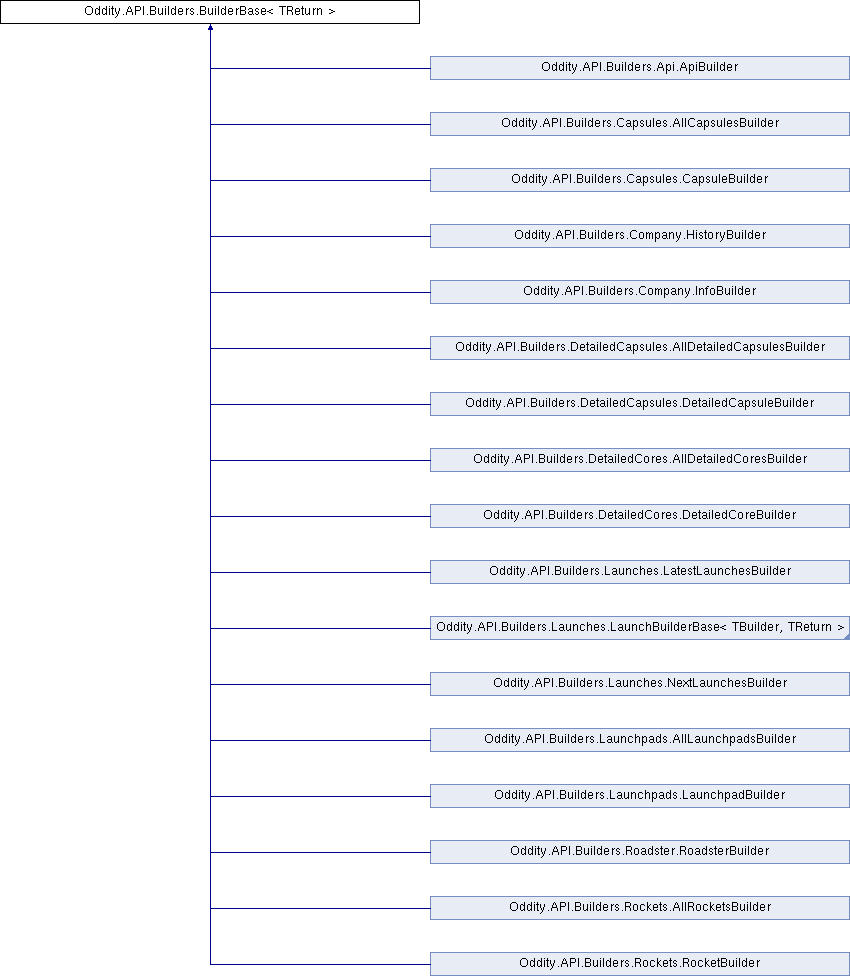 Oddity.API.Builders.BuilderBase< TReturn >
Oddity.API.Builders.Api.ApiBuilder
Oddity.API.Builders.Capsules.AllCapsulesBuilder
Oddity.API.Builders.Capsules.CapsuleBuilder
Oddity.API.Builders.Company.HistoryBuilder
Oddity.API.Builders.Company.InfoBuilder
Oddity.API.Builders.DetailedCapsules.AllDetailedCapsulesBuilder
Oddity.API.Builders.DetailedCapsules.DetailedCapsuleBuilder
Oddity.API.Builders.DetailedCores.AllDetailedCoresBuilder
Oddity.API.Builders.DetailedCores.DetailedCoreBuilder
Oddity.API.Builders.Launches.LatestLaunchesBuilder
Oddity.API.Builders.Launches.LaunchBuilderBase< TBuilder, TReturn >
Oddity.API.Builders.Launches.NextLaunchesBuilder
Oddity.API.Builders.Launchpads.AllLaunchpadsBuilder
Oddity.API.Builders.Launchpads.LaunchpadBuilder
Oddity.API.Builders.Roadster.RoadsterBuilder
Oddity.API.Builders.Rockets.AllRocketsBuilder
Oddity.API.Builders.Rockets.RocketBuilder